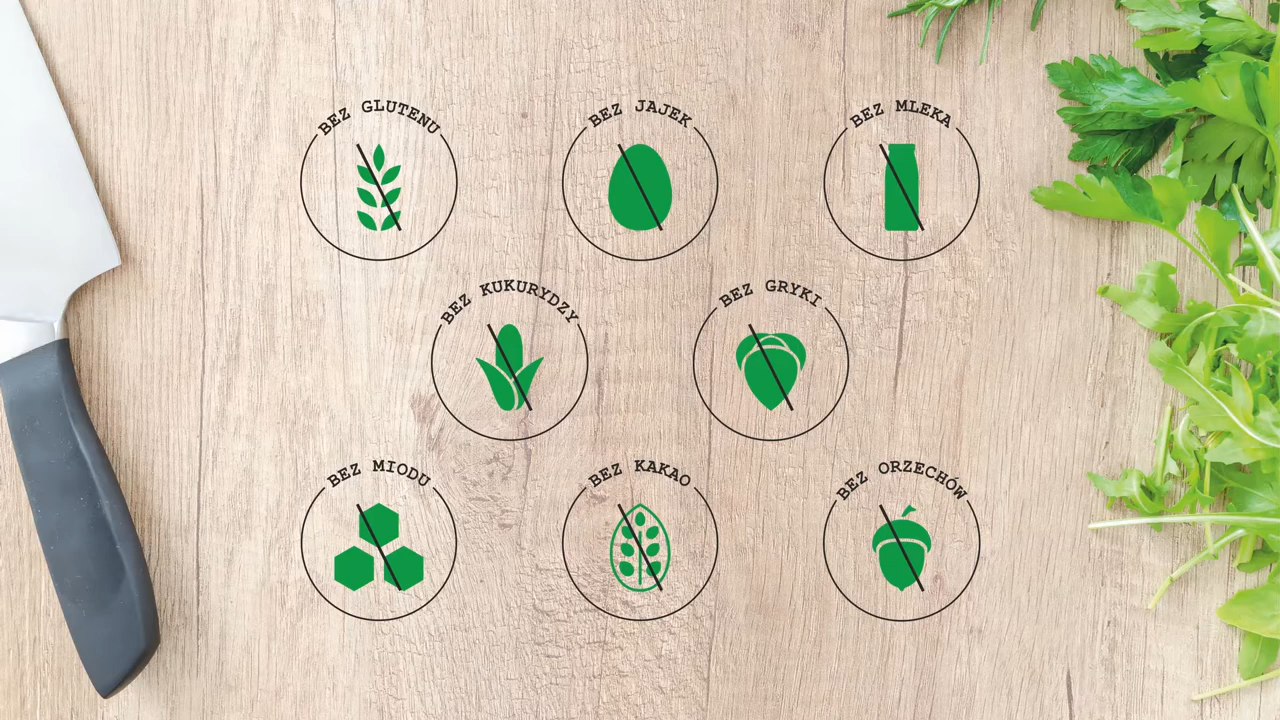 BEZ GLUTENU
BEZ JAJEK
BEZ MLEKA
BEZ KUKURYDZY
BEZ GRYKI
BEZ MIODU
BEZ KAKAO
BEZ ORZECHÓW